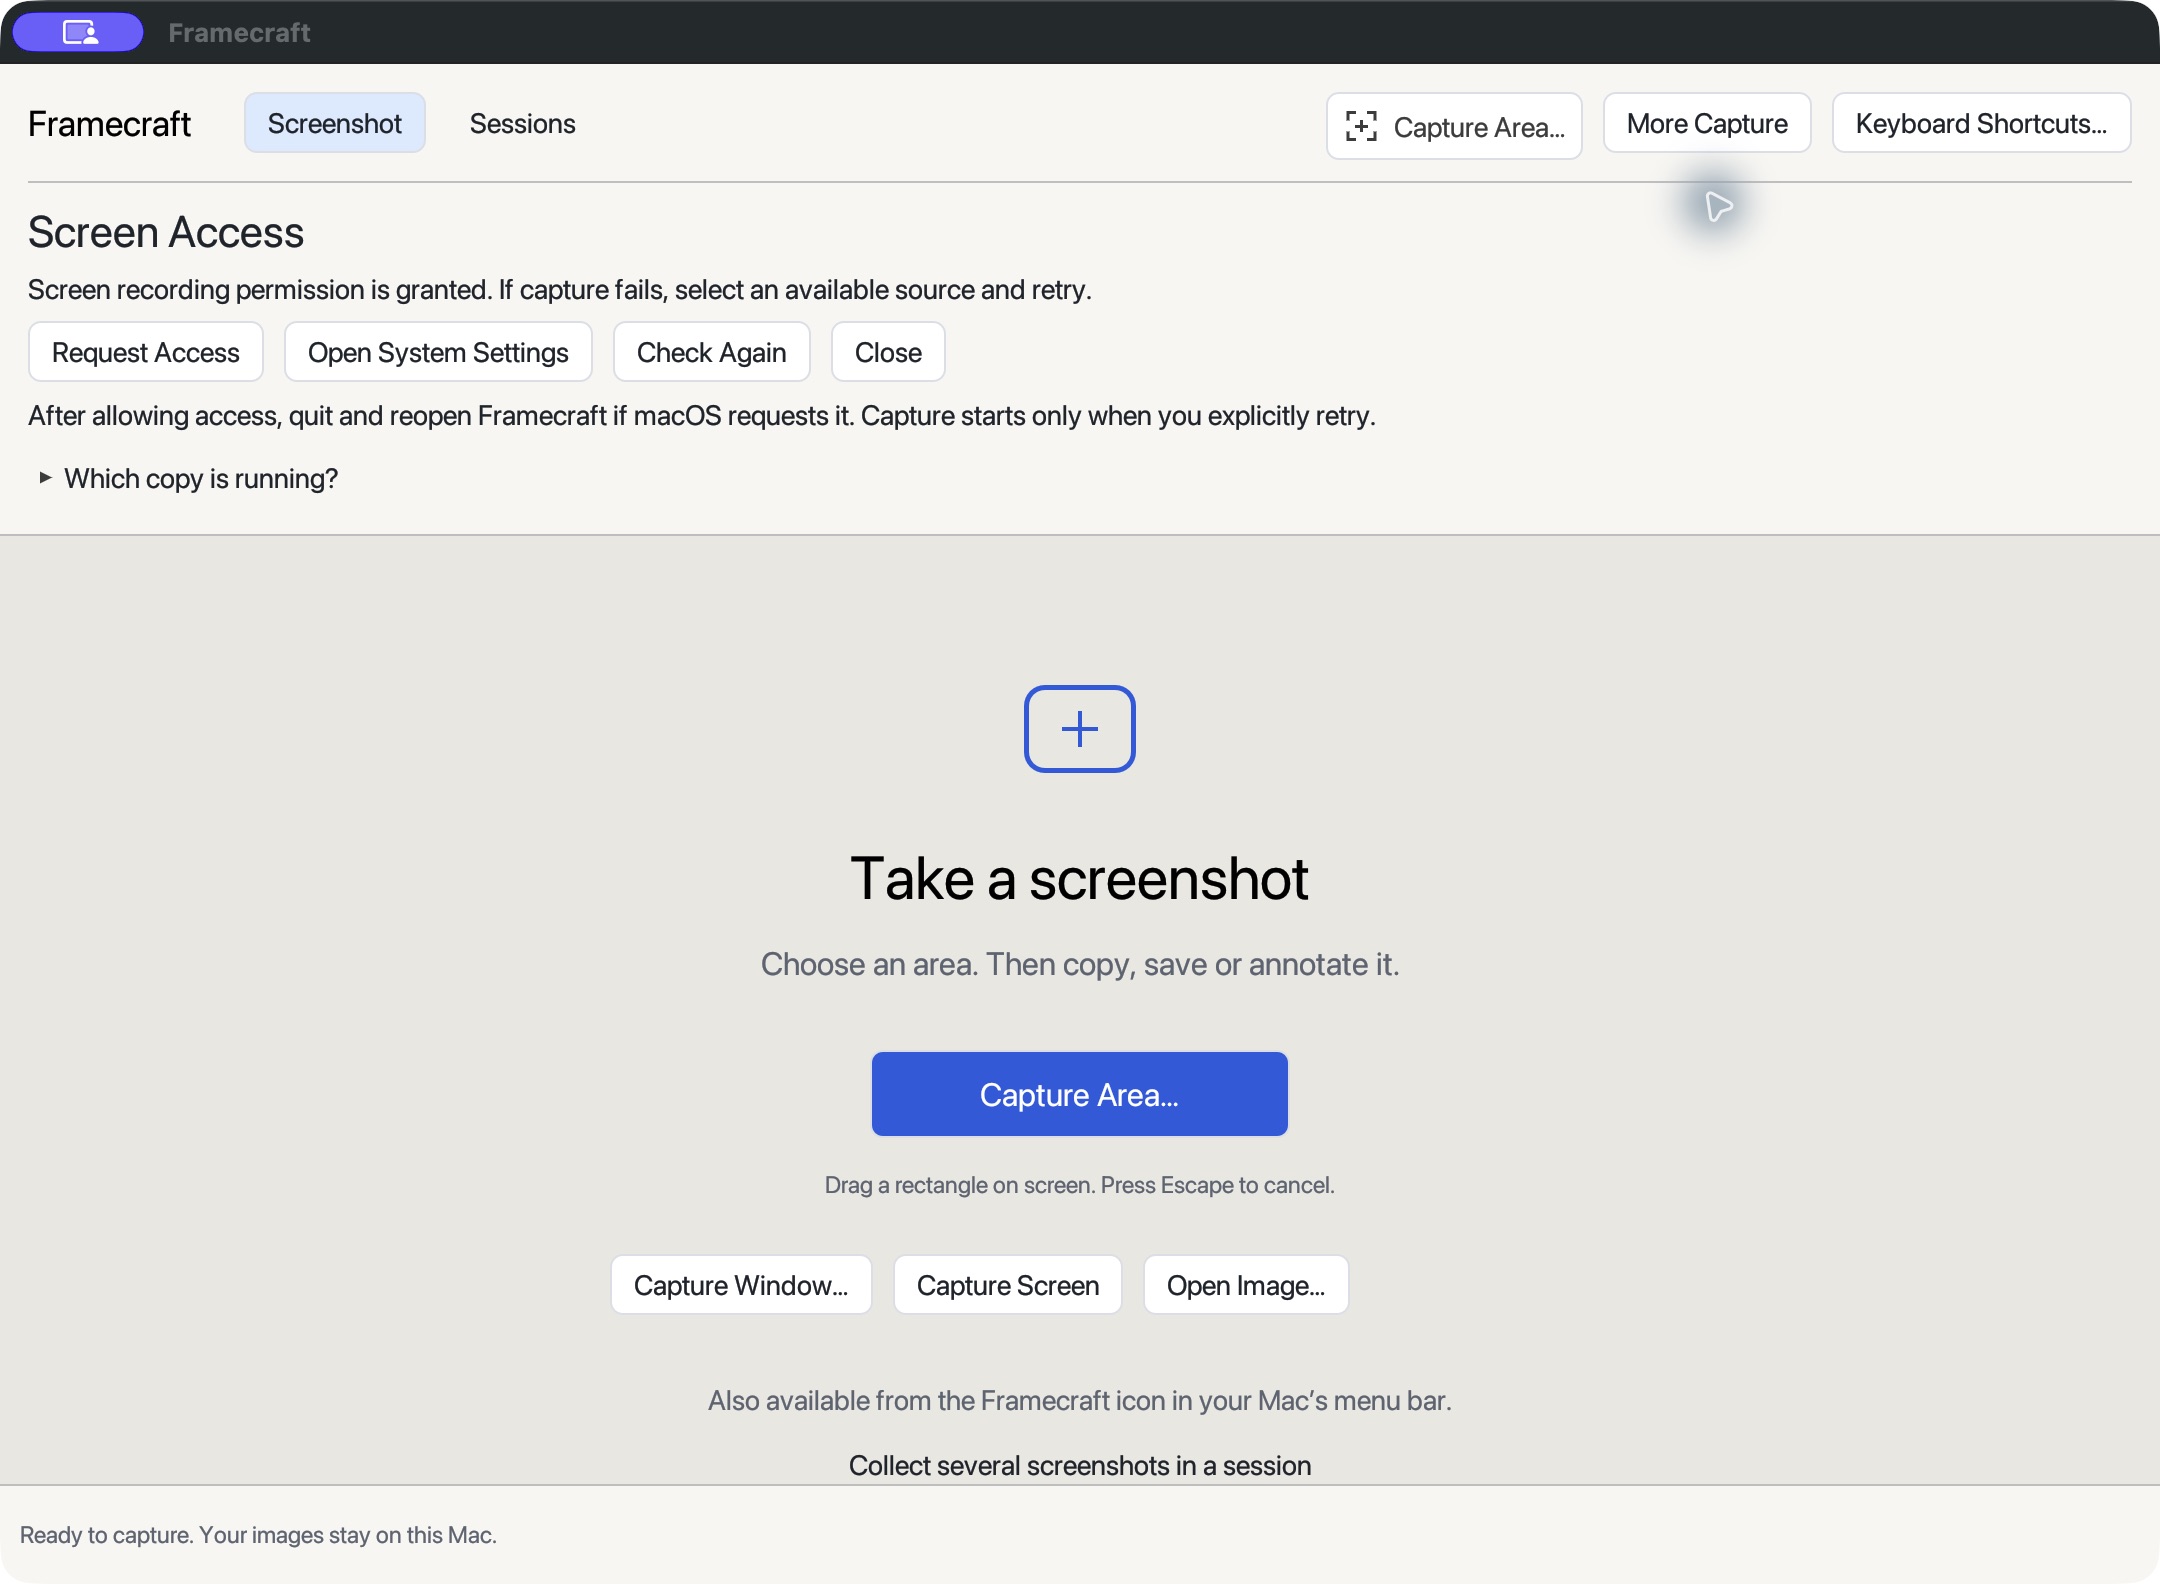 Framecraft
Framecraft
Screenshot
Sessions
Capture Area...
More Capture
Keyboard Shortcuts...
Screen Access
Screen recording permission is granted. If capture fails, select an available source and retry.
Request Access
Open System Settings
Check Again
Close
After allowing access, quit and reopen Framecraft if macOS requests it. Capture starts only when you explicitly retry.
Which copy is running?
Take a screenshot
Choose an area. Then copy, save or annotate it.
Capture Area...
Drag a rectangle on screen. Press Escape to cancel.
Capture Window...
Capture Screen
Open Image...
Also available from the Framecraft icon in your Mac’s menu bar.
Collect several screenshots in a session
Ready to capture. Your images stay on this Mac.